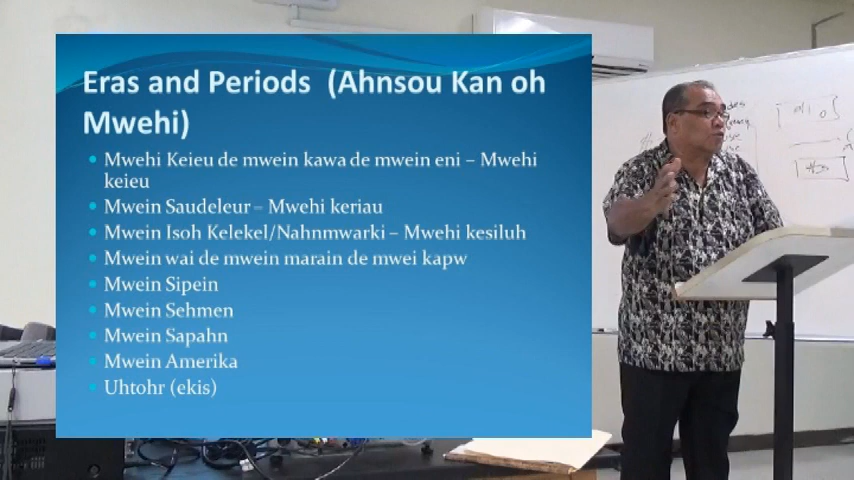 Eras and Periods (Ahnsou Kan oh
Mwehi)
Mwehi Keieu de mwein kawa de mwein eni – Mwehi
keieu
Mwein Saudeleur – Mwehi keriau
Mwein Isoh Kelekel/Nahnmwarki – Mwehi kesiluh
Mwein wai de mwein marain de mwei kapw
Mwein Sipein
Mwein Sehmen
Mwein Sapahn
Mwein Amerika
Uhtohr (ekis)